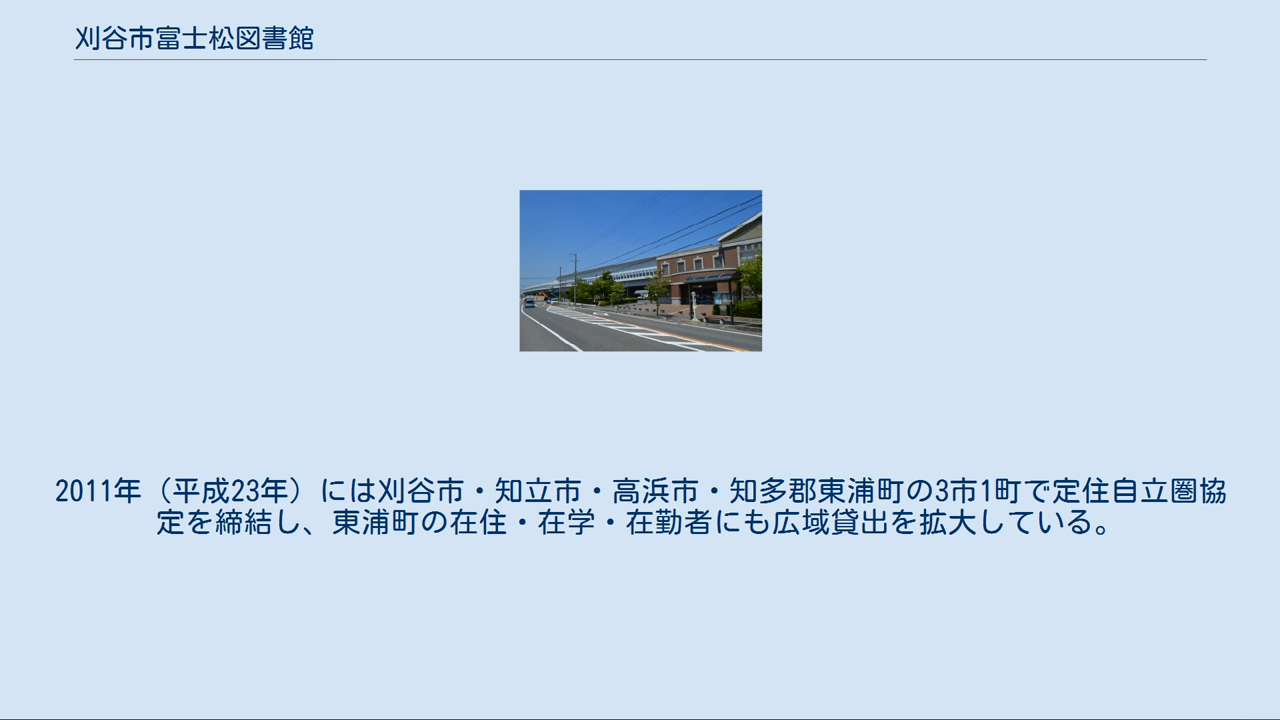 刈谷市富士松図書館
2011年（平成23年）には刈谷市・知立市・高浜市・知多郡東浦町の3市1町で定住自立圏協
定を締結し、東浦町の在住・在学・在勤者にも広域貸出を拡大している。